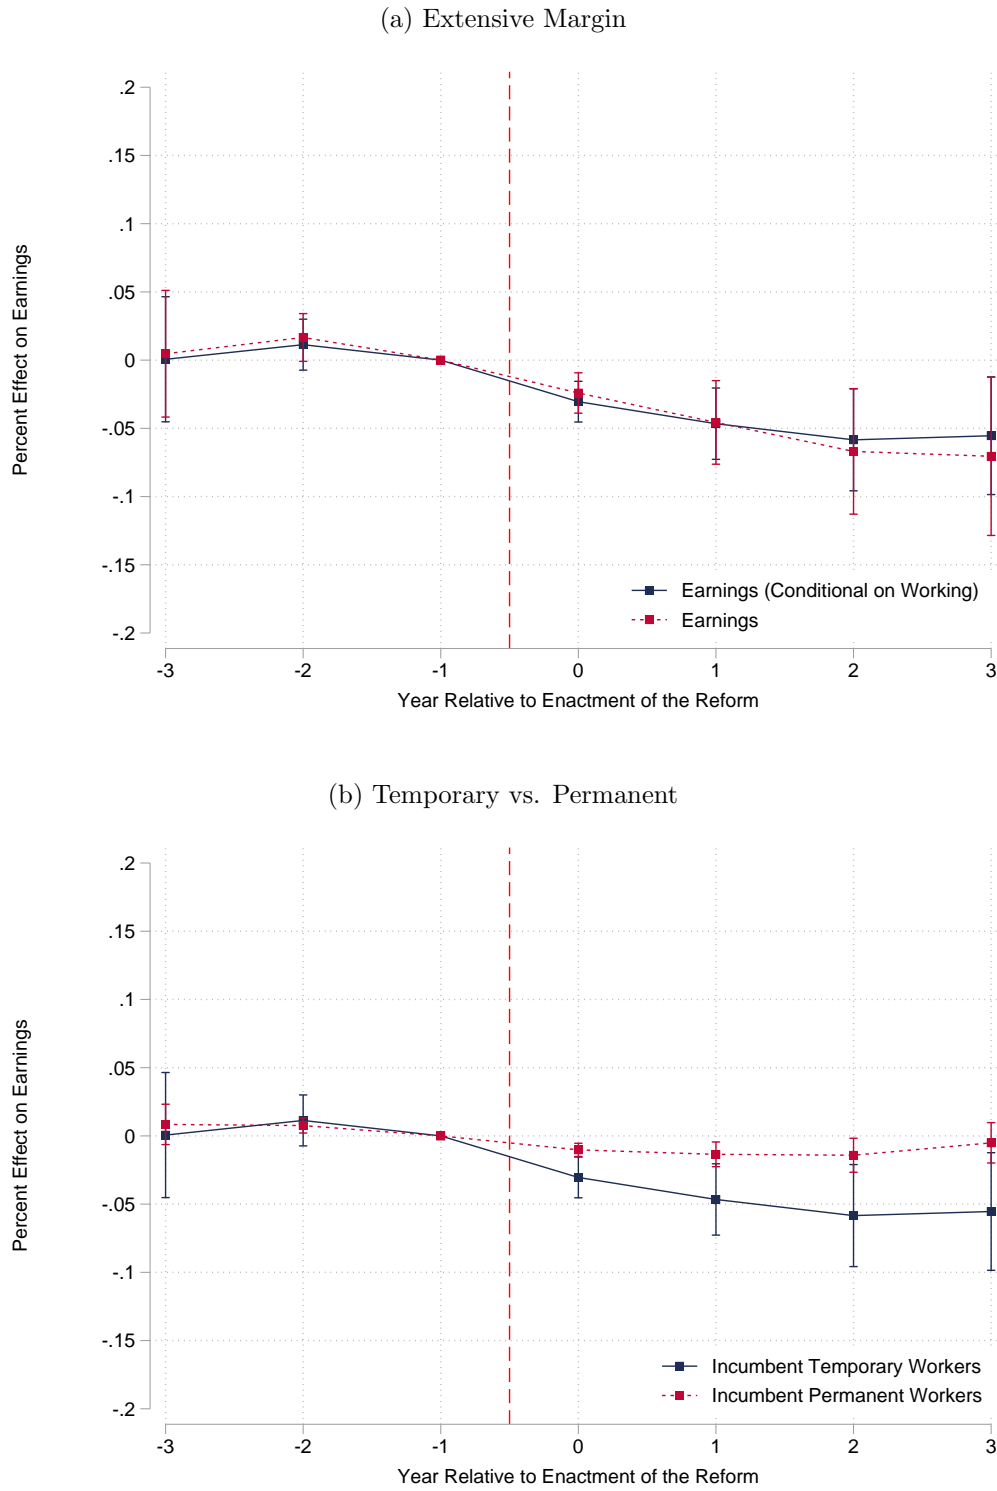 (a) Extensive Margin
.2
.15
.1
.05
0
-.05
-.1
-.15
-.2
Percent Effect on Earnings
Earnings (Conditional on Working)
Earnings
-3 -2 -1 0 1 2 3
Year Relative to Enactment of the Reform
(b) Temporary vs. Permanent
.2
.15
.1
.05
0
-.05
-.1
-.15
-.2
Percent Effect on Earnings
Incumbent Temporary Workers
Incumbent Permanent Workers
-3 -2 -1 0 1 2 3
Year Relative to Enactment of the Reform